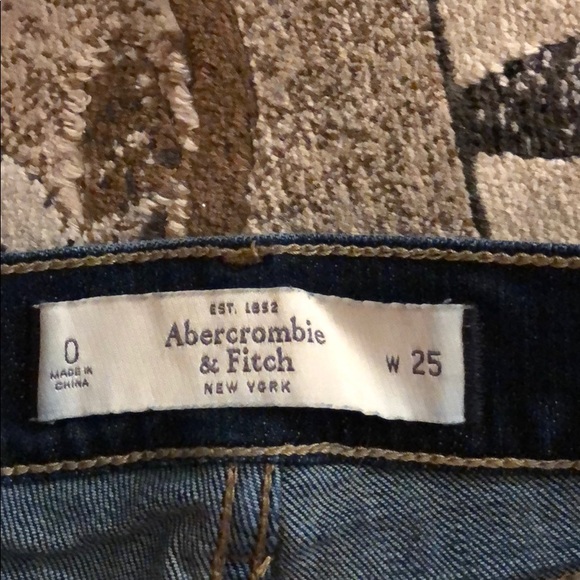 0
MADE IN
CHINA
EST. 1892
Abercrombie
& Fitch
NEW YORK
W 25